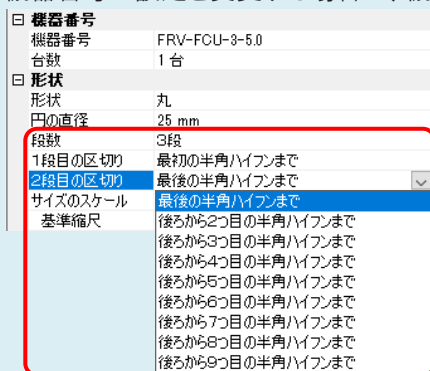 機器番号
機器番号 FRV-FCU-3-5.0
台数 1 台
形状
形状 丸
円の直径 25 mm
段数 3段
1段目の区切り 最初の半角ハイフンまで
2段目の区切り 最後の半角ハイフンまで
サイズのスケール 最後の半角ハイフンまで
基準縮尺 後ろから2つ目の半角ハイフンまで
後ろから3つ目の半角ハイフンまで
後ろから4つ目の半角ハイフンまで
後ろから5つ目の半角ハイフンまで
後ろから6つ目の半角ハイフンまで
後ろから7つ目の半角ハイフンまで
後ろから8つ目の半角ハイフンまで
後ろから9つ目の半角ハイフンまで